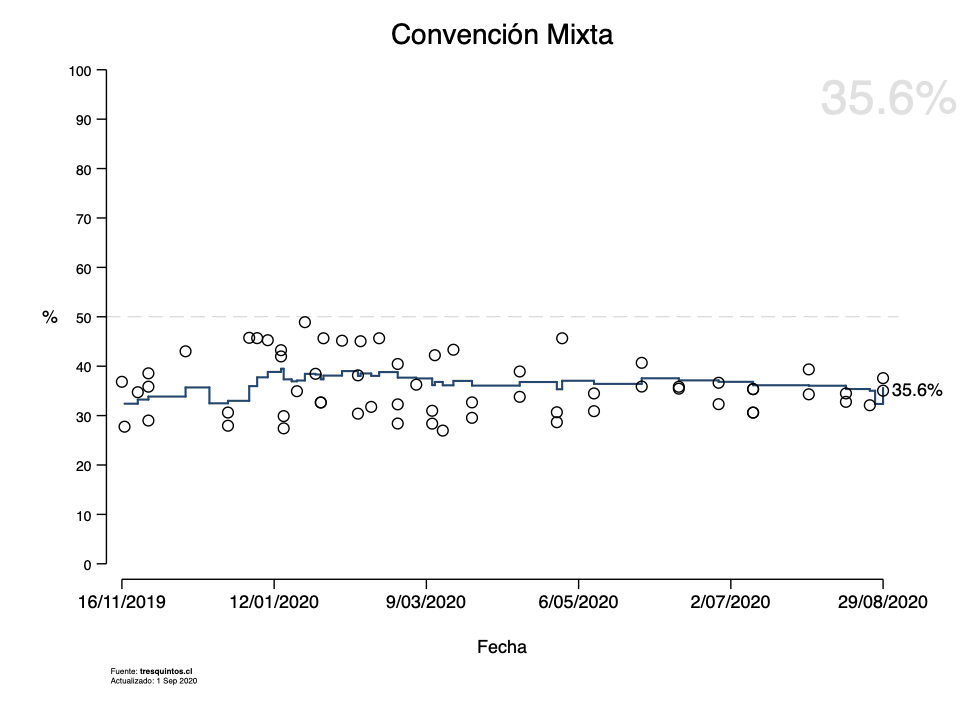 Convención Mixta
35.6%
100
90
80
70
60
% 50
40
35.6%
30
20
10
0
16/11/2019 12/01/2020 9/03/2020 6/05/2020 2/07/2020 29/08/2020
Fecha
Fuente: tresquintos.cl
Actualizado: 1 Sep 2020